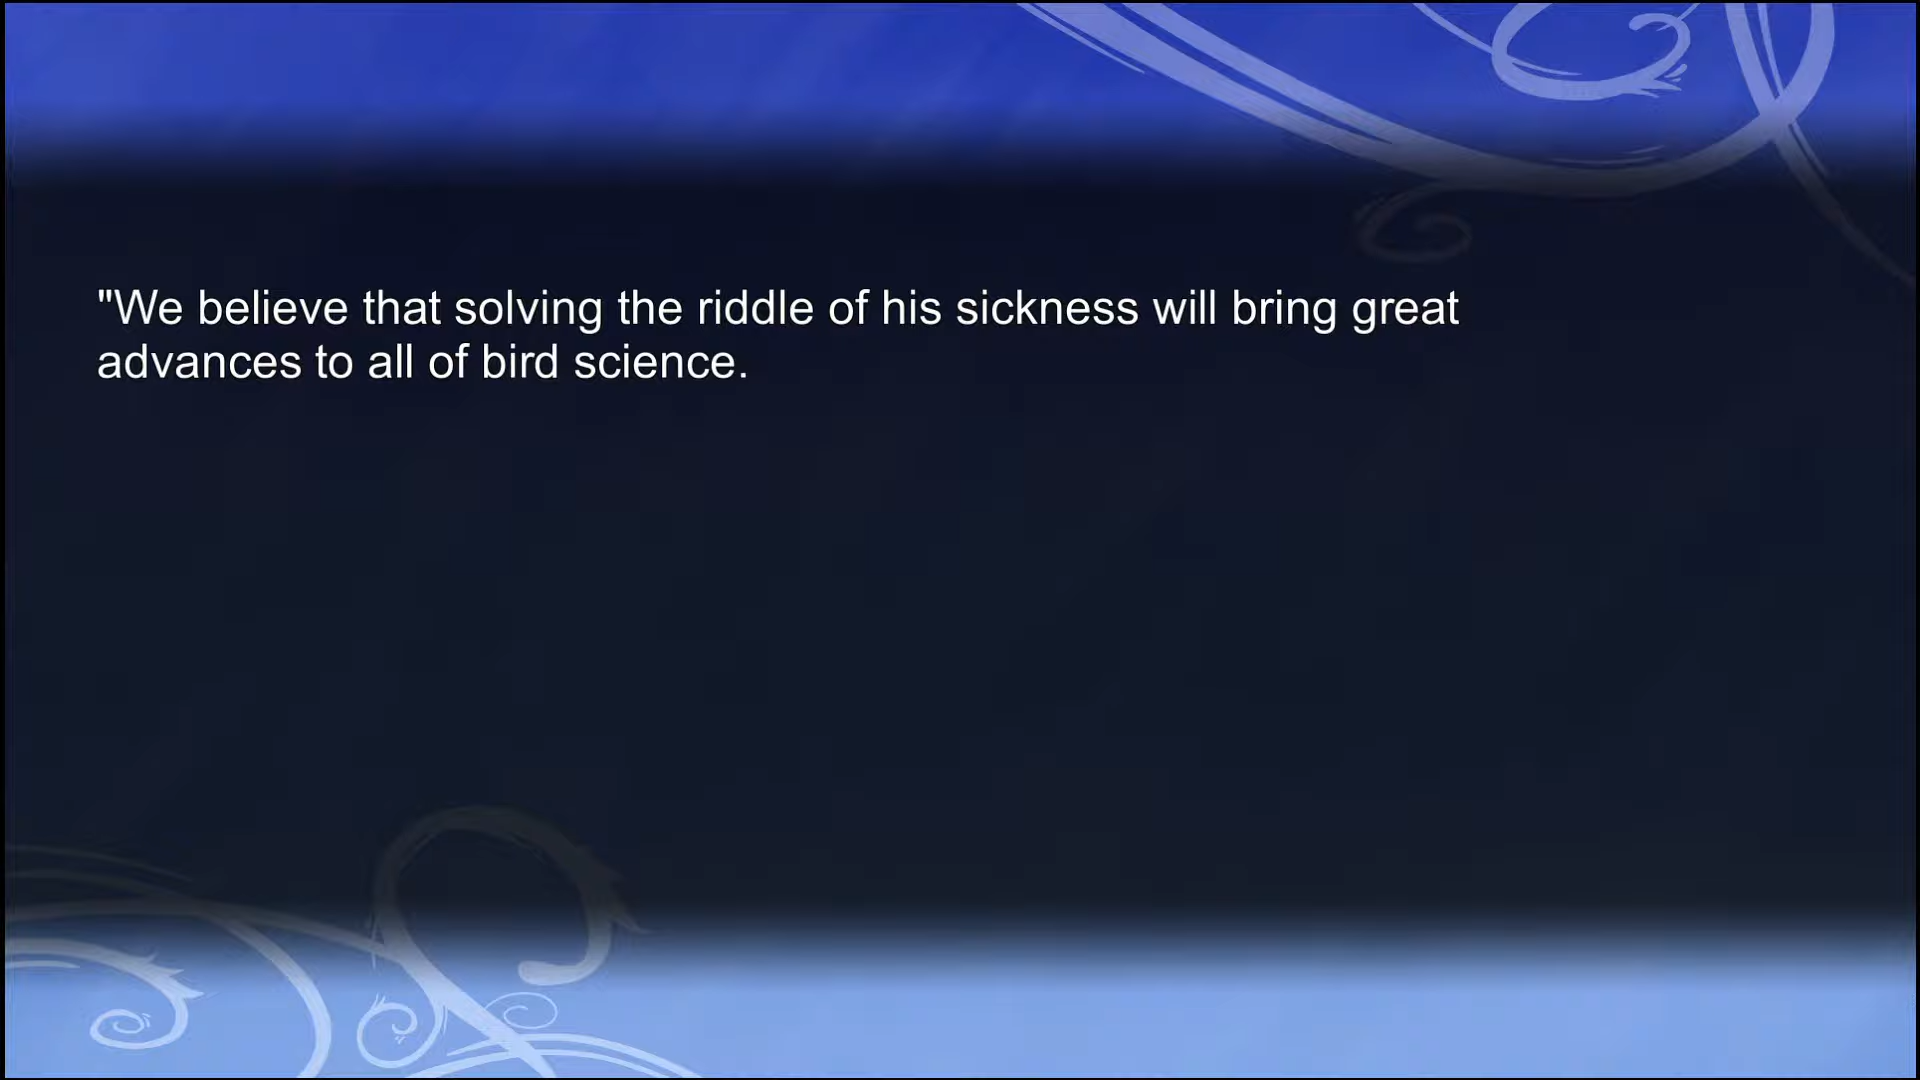 "We believe that solving the riddle of his sickness will bring great
advances to all of bird science.